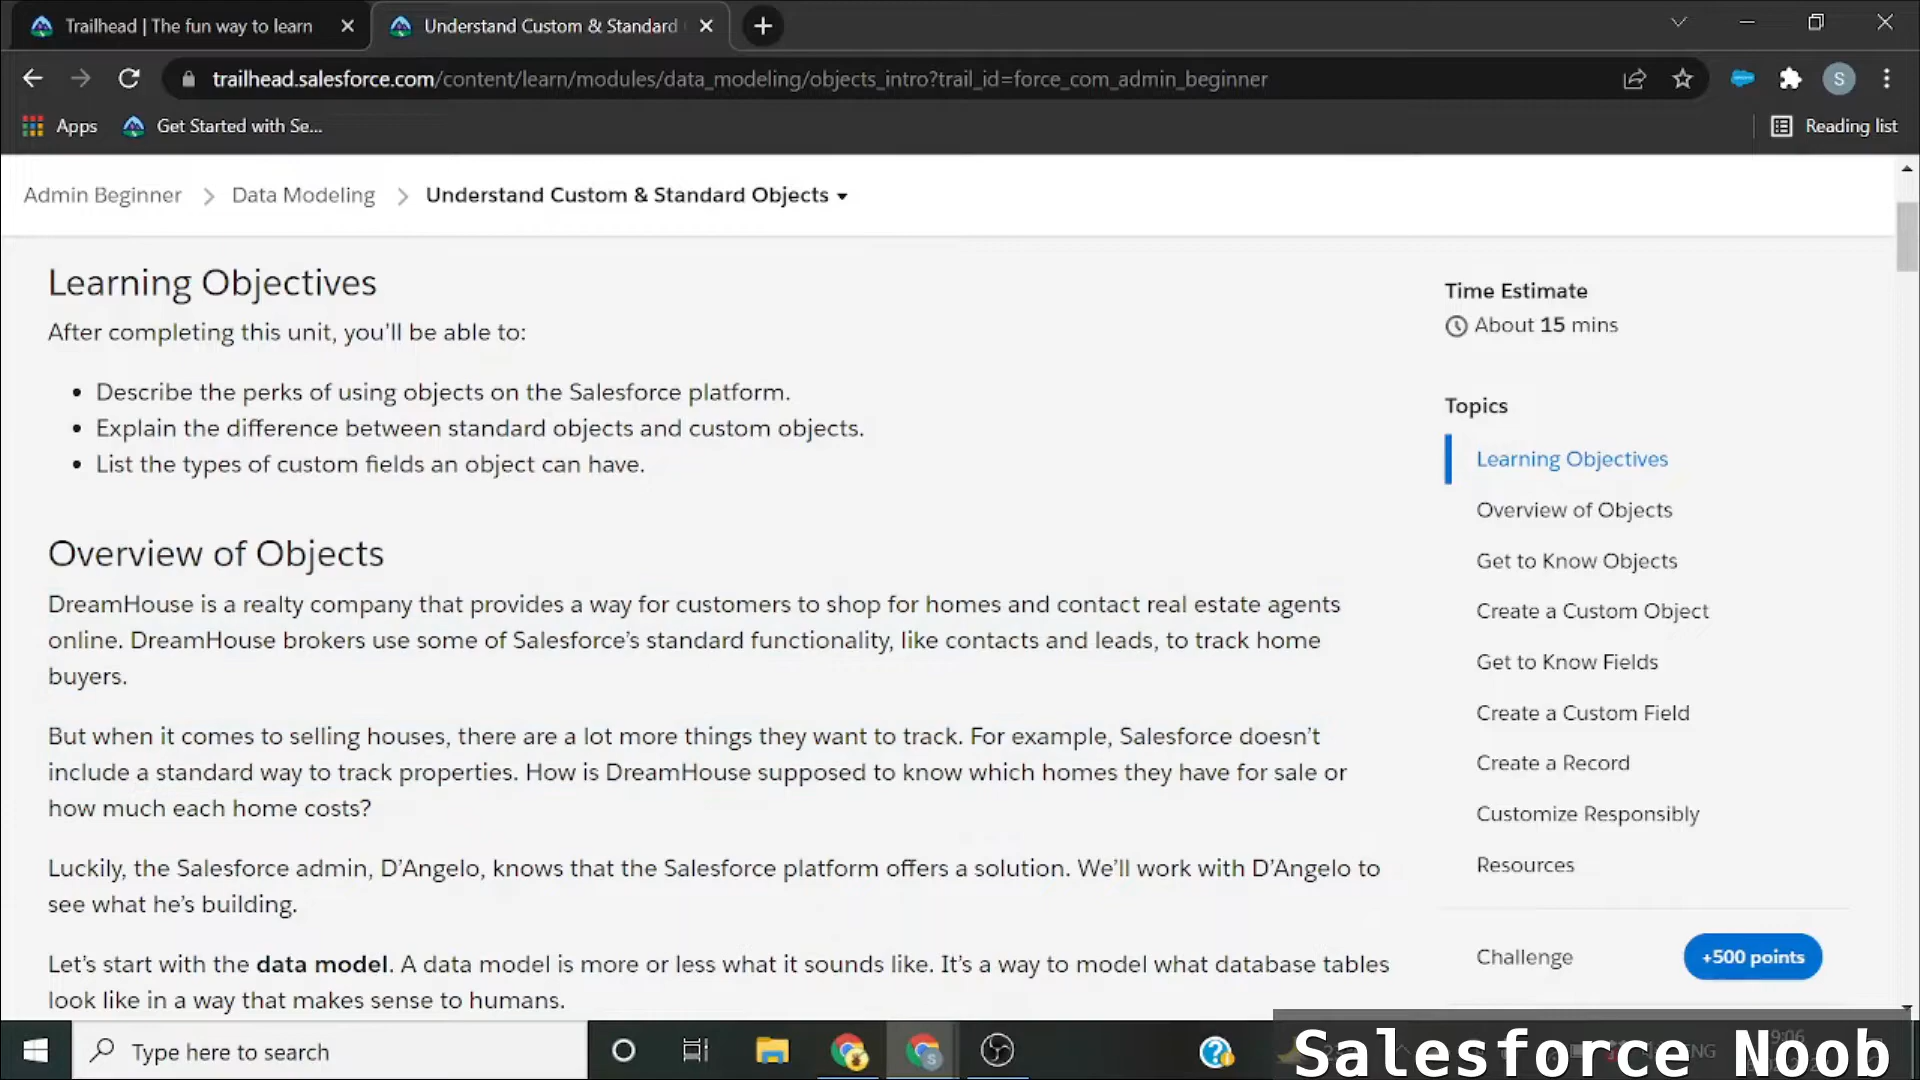 Trailhead | The fun way to learn
Understand Custom & Standard
trailhead.salesforce.com/content/learn/modules/data_modeling/objects_intro?trail_id=force_com_admin_beginner
S
Apps
Get Started with Se...
Reading list
Admin Beginner
Data Modeling
Understand Custom & Standard Objects
Learning Objectives
After completing this unit, you'll be able to:
• Describe the perks of using objects on the Salesforce platform.
• Explain the difference between standard objects and custom objects.
• List the types of custom fields an object can have.
Overview of Objects
DreamHouse is a realty company that provides a way for customers to shop for homes and contact real estate agents
online. DreamHouse brokers use some of Salesforce's standard functionality, like contacts and leads, to track home
buyers.
But when it comes to selling houses, there are a lot more things they want to track. For example, Salesforce doesn't
include a standard way to track properties. How is DreamHouse supposed to know which homes they have for sale or
how much each home costs?
Luckily, the Salesforce admin, D'Angelo, knows that the Salesforce platform offers a solution. We'll work with D'Angelo to
see what he's building.
Let's start with the data model. A data model is more or less what it sounds like. It's a way to model what database tables
look like in a way that makes sense to humans.
Time Estimate
About 15 mins
Topics
Learning Objectives
Overview of Objects
Get to Know Objects
Create a Custom Object
Get to Know Fields
Create a Custom Field
Create a Record
Customize Responsibly
Resources
Challenge
+500 points
Type here to search
Salesforce Noob
9:06
ENG